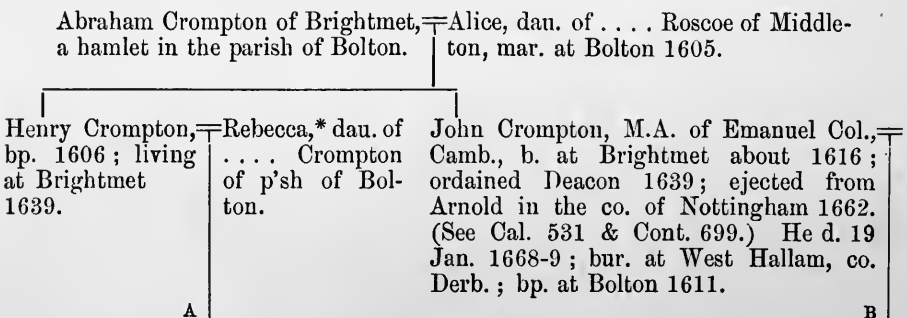 Abraham Crompton of Brightmet,
a hamlet in the parish of Bolton.
Alice, dau. of .... Roscoe of Middle-
ton, mar. at Bolton 1605.
Henry Crompton,
bp. 1606 ; living
at Brightmet
1639.
A
Rebecca,* dau. of
.... Crompton
of p'sh of Bol-
ton.
John Crompton, M.A. of Emanuel Col.,
Camb., b. at Brightmet about 1616 ;
ordained Deacon 1639 ; ejected from
Arnold in the co. of Nottingham 1662.
(See Cal. 531 & Cont. 699.) He d. 19
Jan. 1668-9 ; bur. at West Hallam, co.
Derb. ; bp. at Bolton 1611.
B